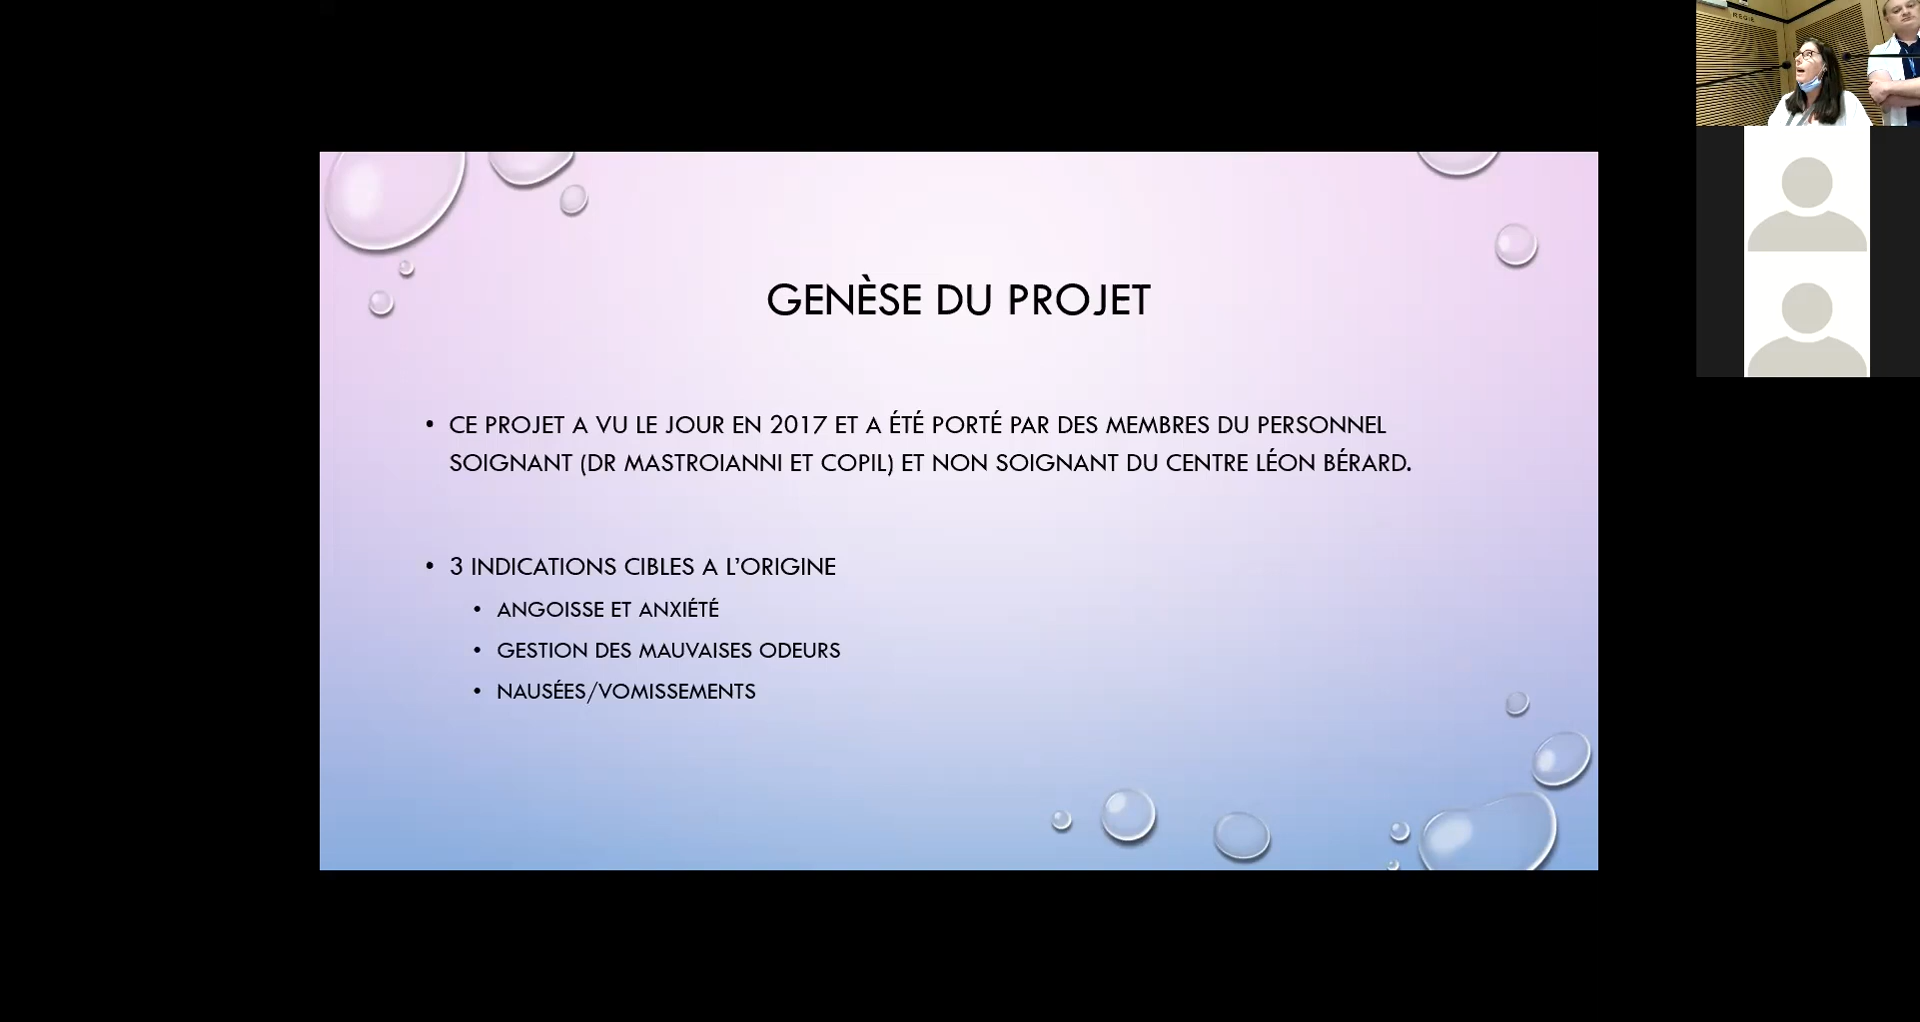 REGIE
GENÈSE DU PROJET
• CE PROJET A VU LE JOUR EN 2017 ET A ÉTÉ PORTÉ PAR DES MEMBRES DU PERSONNEL
SOIGNANT (DR MASTROIANNI ET COPIL) ET NON SOIGNANT DU CENTRE LÉON BÉRARD.
• 3 INDICATIONS CIBLES A L’ORIGINE
• ANGOISSE ET ANXIÉTÉ
• GESTION DES MAUVAISES ODEURS
• NAUSÉES/VOMISSEMENTS